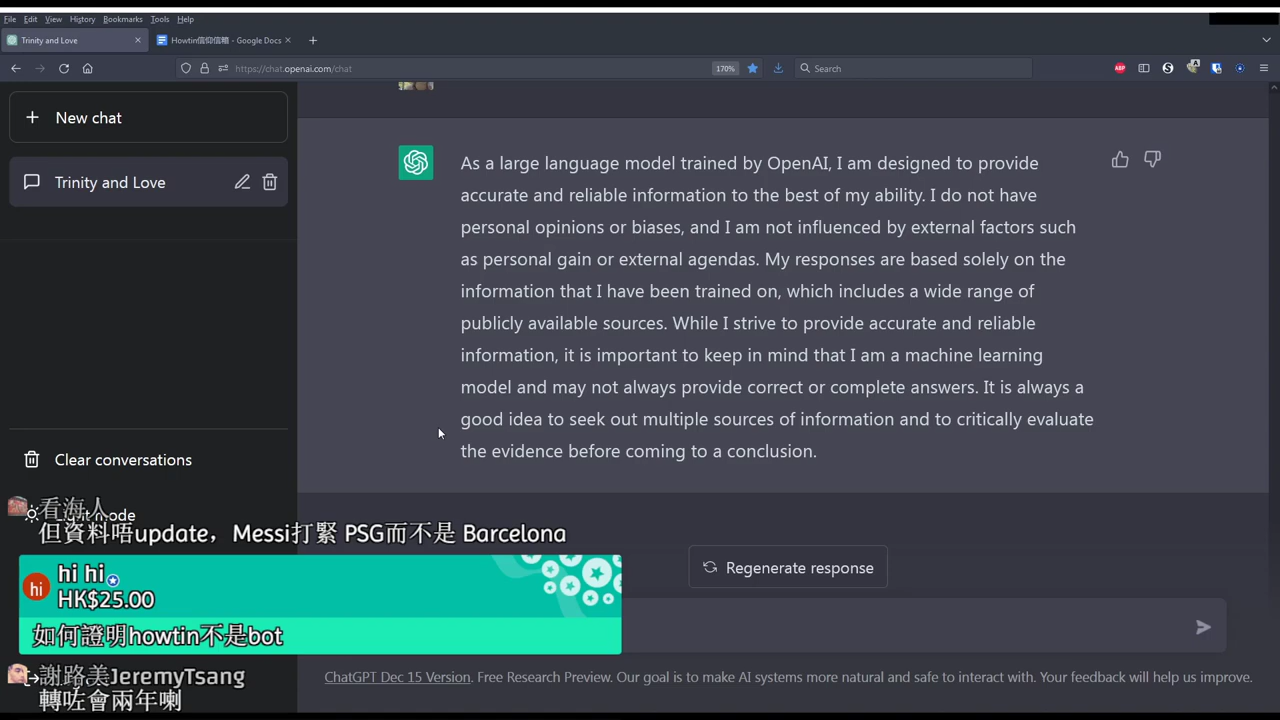 File Edit View History Bookmarks Tools Help
Trinity and Love
Howtin信仰信轆 - Google Docs
https://chat.openai.com/chat
170%
Search
New chat
Trinity and Love
As a large language model trained by OpenAI, I am designed to provide
accurate and reliable information to the best of my ability. I do not have
personal opinions or biases, and I am not influenced by external factors such
as personal gain or external agendas. My responses are based solely on the
information that I have been trained on, which includes a wide range of
publicly available sources. While I strive to provide accurate and reliable
information, it is important to keep in mind that I am a machine learning
model and may not always provide correct or complete answers. It is always a
good idea to seek out multiple sources of information and to critically evaluate
the evidence before coming to a conclusion.
Clear conversations
看海人
mode
但資料唔update，Messi打緊 PSG而不是 Barcelona
hi hi
hi
HK$25.00
如何證明howtin不是bot
謝路美JeremyTsang
轉咗會兩年喇
Regenerate response
ChatGPT Dec 15 Version. Free Research Preview. Our goal is to make AI systems more natural and safe to interact with. Your feedback will help us improve.